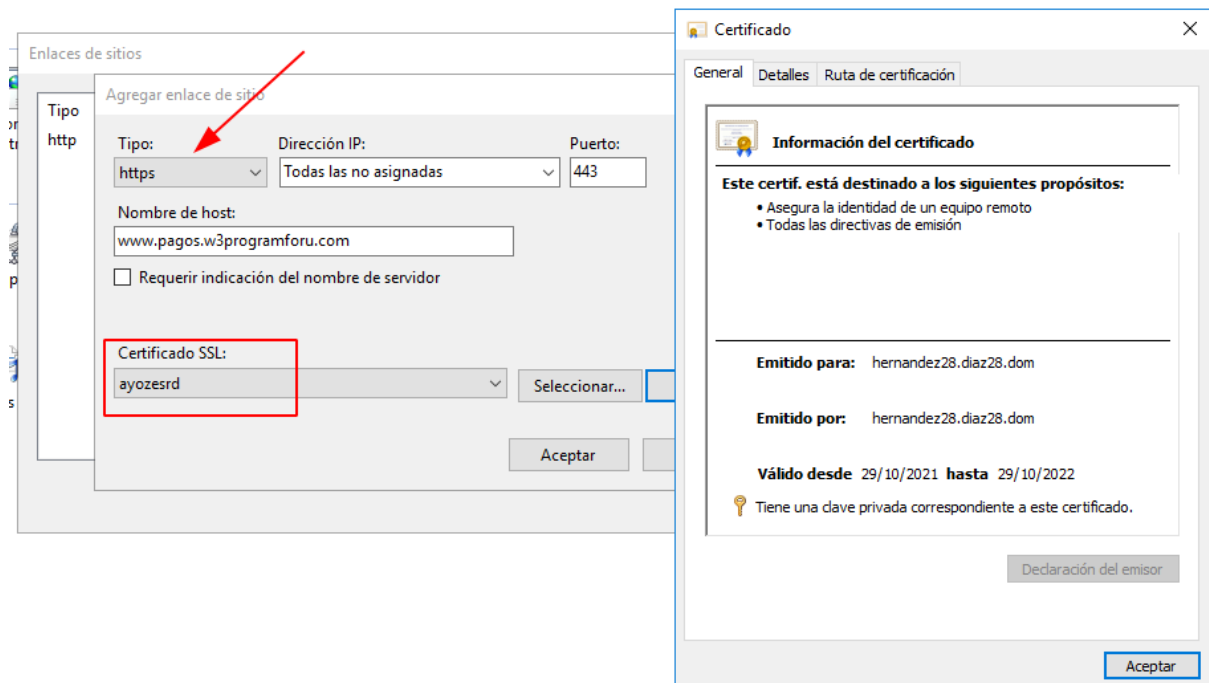 Enlaces de sitios
Tipo
http
Agregar enlace de sitio
Tipo:
Dirección IP:
Puerto:
https
Todas las no asignadas
443
Nombre de host:
www.pagos.w3programforu.com
Requerir indicación del nombre de servidor
Certificado SSL:
ayozesrd
Seleccionar...
Aceptar
Certificado
General
Detalles
Ruta de certificación
Información del certificado
Este certif. está destinado a los siguientes propósitos:
• Asegura la identidad de un equipo remoto
• Todas las directivas de emisión
Emitido para: hernandez28.diaz28.dom
Emitido por: hernandez28.diaz28.dom
Válido desde 29/10/2021 hasta 29/10/2022
Tiene una clave privada correspondiente a este certificado.
Declaración del emisor
Aceptar